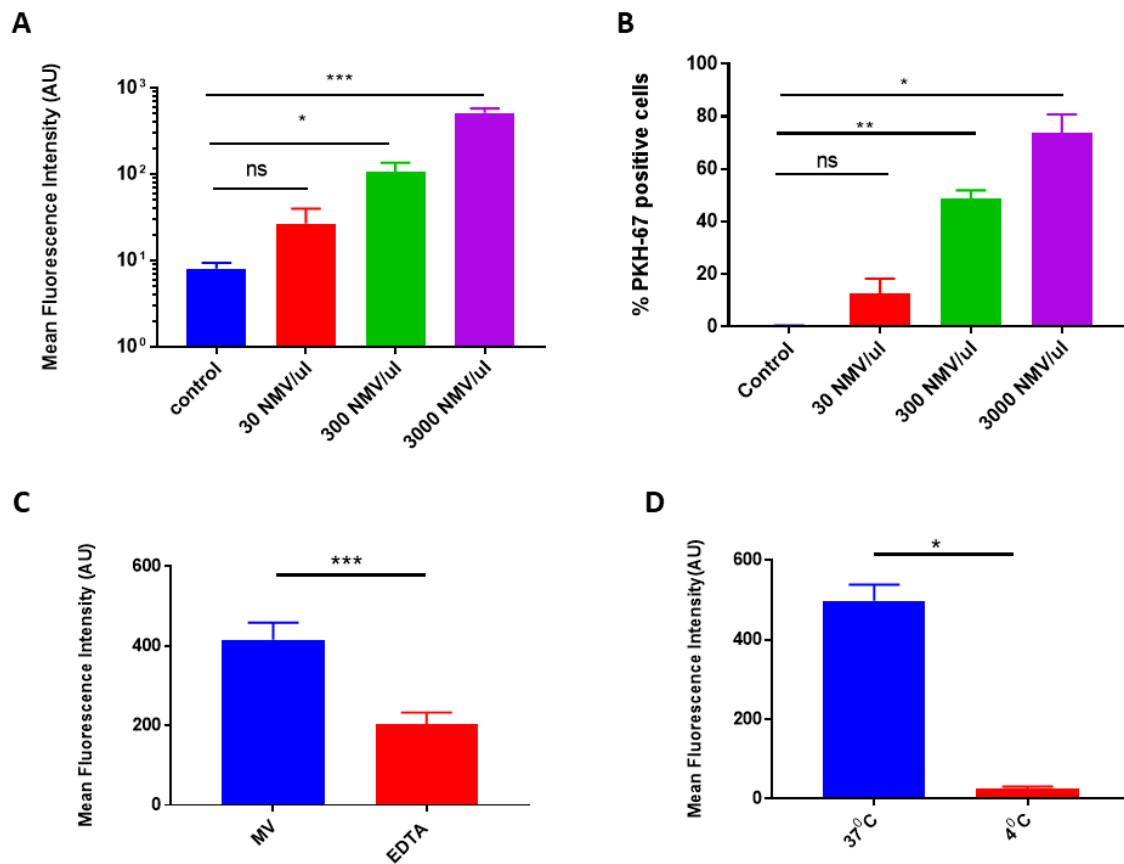 A
Mean Fluorescence Intensity (AU)
10³
10²
10¹
10⁰
***
*
ns
control
30 NMV/ul
300 NMV/ul
3000 NMV/ul
B
% PKH-67 positive cells
100
80
60
40
20
0
*
**
ns
Control
30 NMV/ul
300 NMV/ul
3000 NMV/ul
C
Mean Fluorescence Intensity (AU)
600
400
200
0
***
MV
EDTA
D
Mean Fluorescence Intensity(AU)
600
400
200
0
*
37⁰C
4⁰C